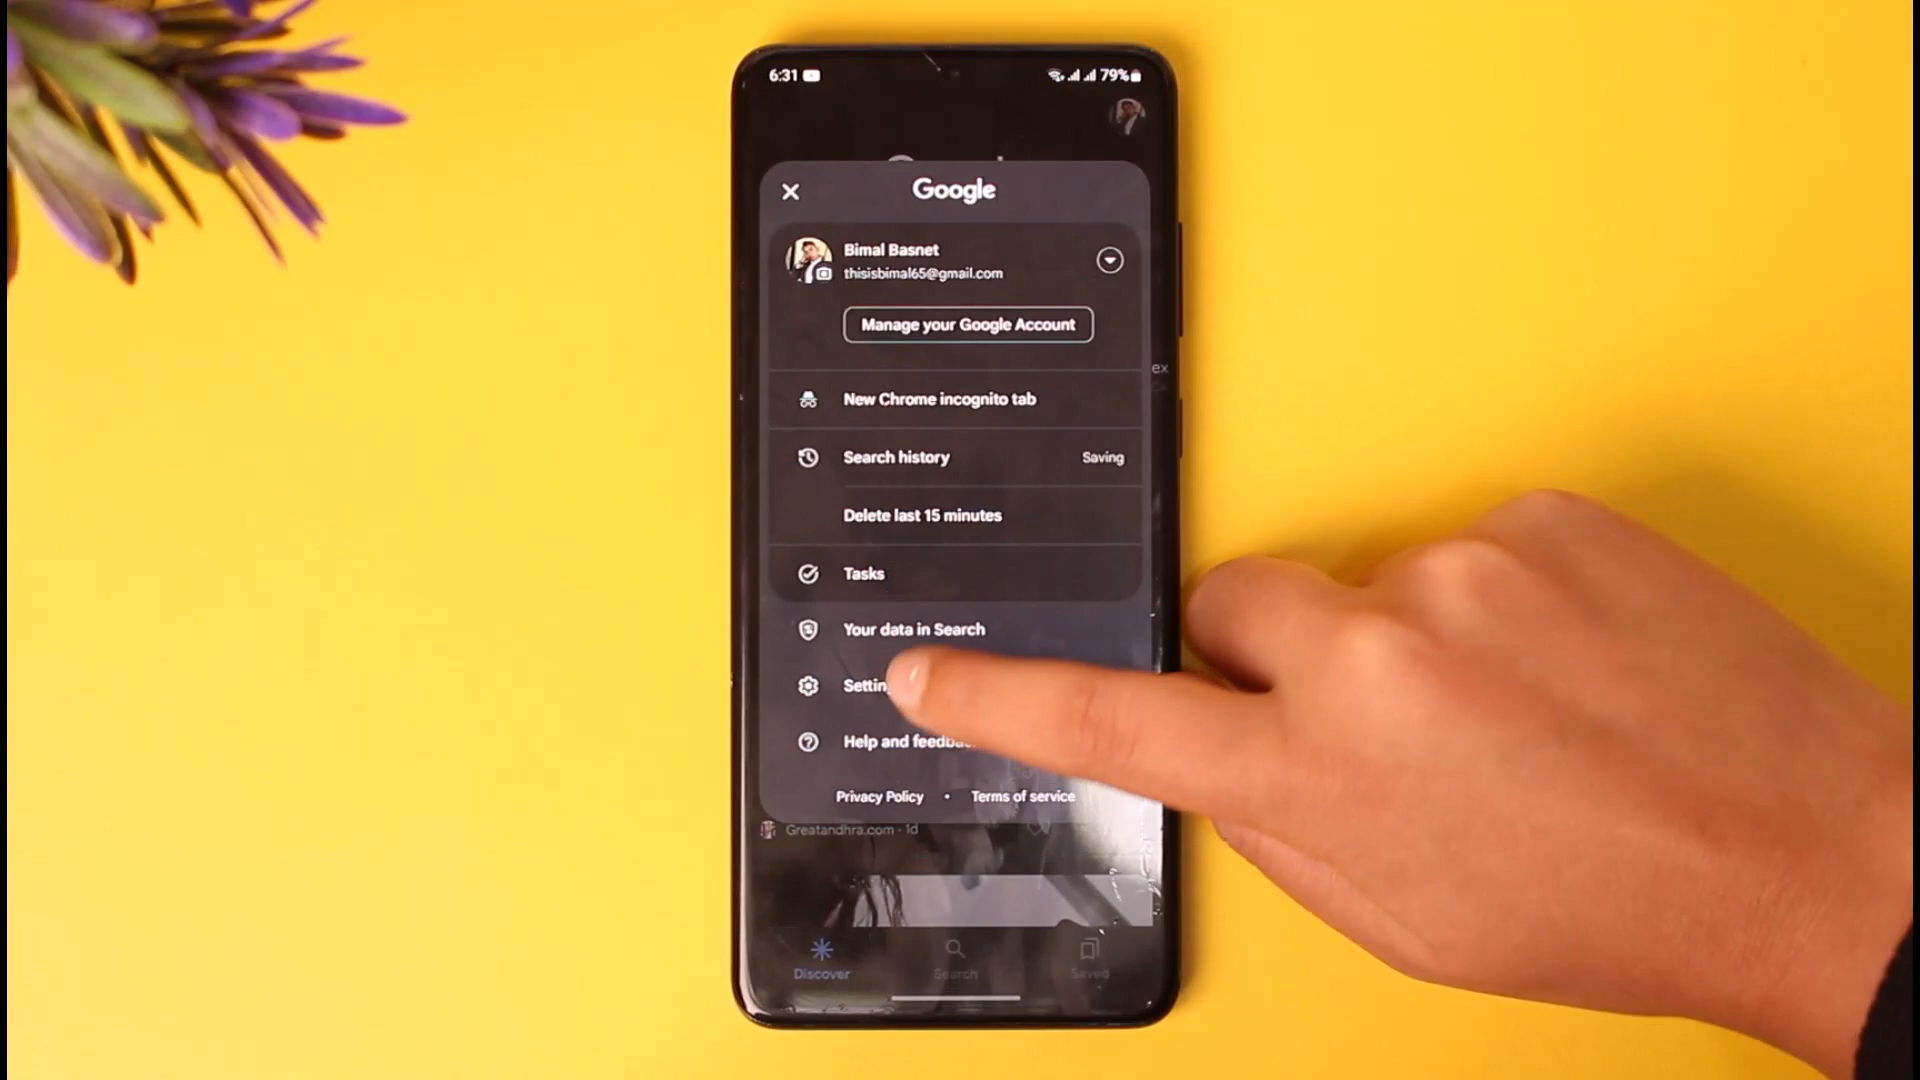 6:31
79%
Google
Bimal Basnet
thisisbimal65@gmail.com
Manage your Google Account
ex
New Chrome incognito tab
Search history Saving
Delete last 15 minutes
Tasks
Your data in Search
Settin
Help and feedbac
Privacy Policy • Terms of service
Greatandhra.com - 1d
Discover Search Saved